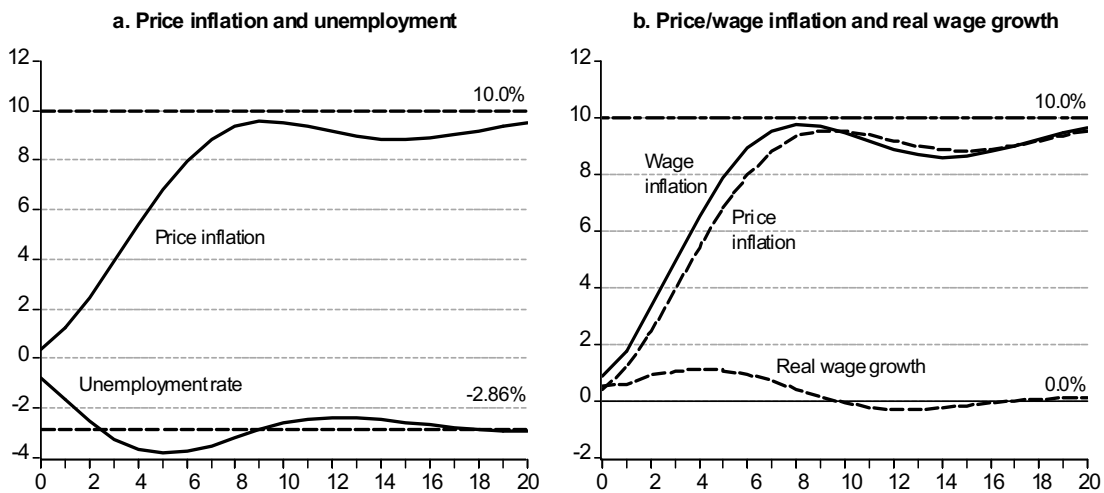 a. Price inflation and unemployment
12
10
8
6
4
2
0
-2
-4
10.0%
Price inflation
Unemployment rate
-2.86%
0 2 4 6 8 10 12 14 16 18 20
b. Price/wage inflation and real wage growth
12
10
8
6
4
2
0
-2
10.0%
Wage
inflation
Price
inflation
Real wage growth
0.0%
0 2 4 6 8 10 12 14 16 18 20